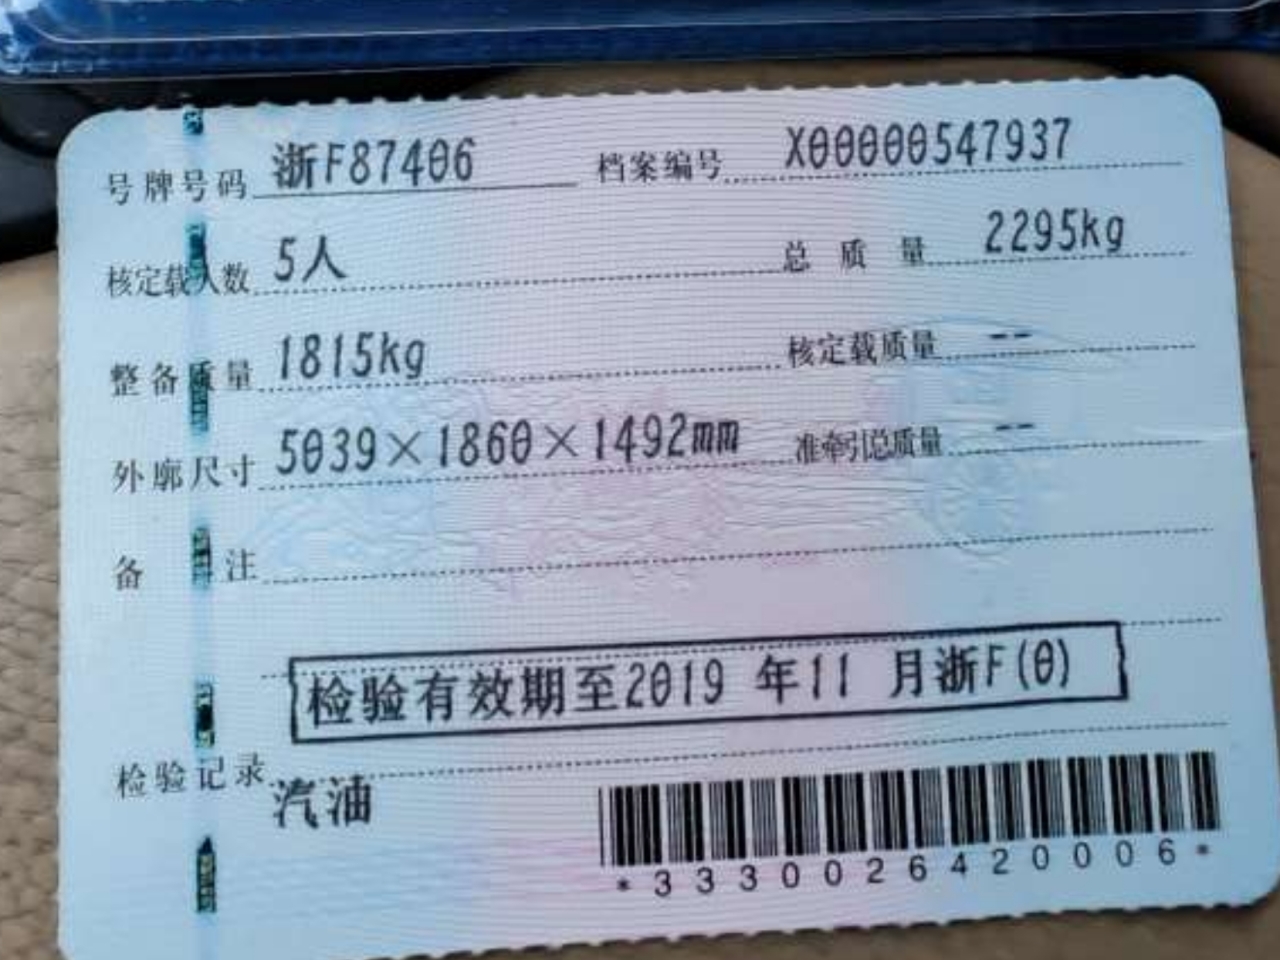 号牌号码 浙F87406 档案编号 X00000547937
核定载人数 5人 总质量 2295kg
整备质量 1815kg 核定载质量 --
外廓尺寸 5039×1860×1492mm 准牵引总质量 --
备注
检验有效期至2019 年11 月浙F(0)
检验记录
汽油
*3330026420006*